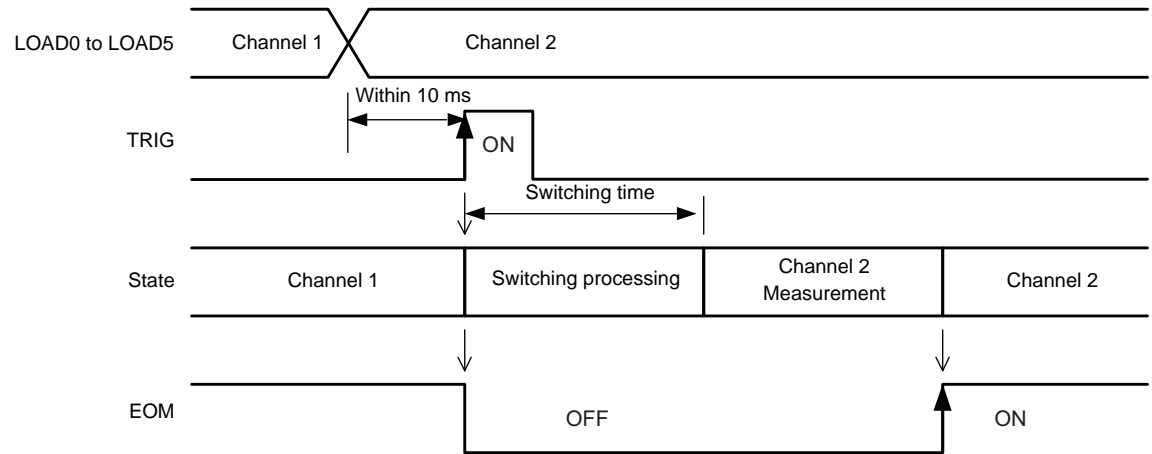 LOAD0 to LOAD5
Channel 1
Channel 2
Within 10 ms
TRIG
ON
Switching time
State
Channel 1
Switching processing
Channel 2
Measurement
Channel 2
EOM
OFF
ON